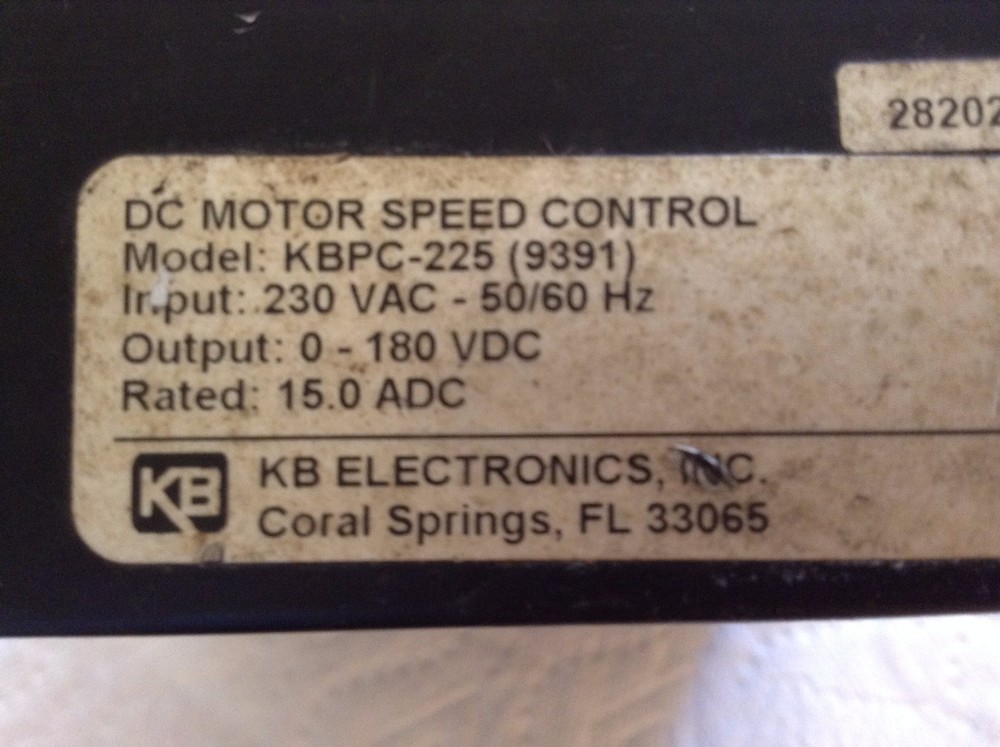 28202
DC MOTOR SPEED CONTROL
Model: KBPC-225 (9391)
Input: 230 VAC - 50/60 Hz
Output: 0 - 180 VDC
Rated: 15.0 ADC
KB KB ELECTRONICS, INC.
Coral Springs, FL 33065